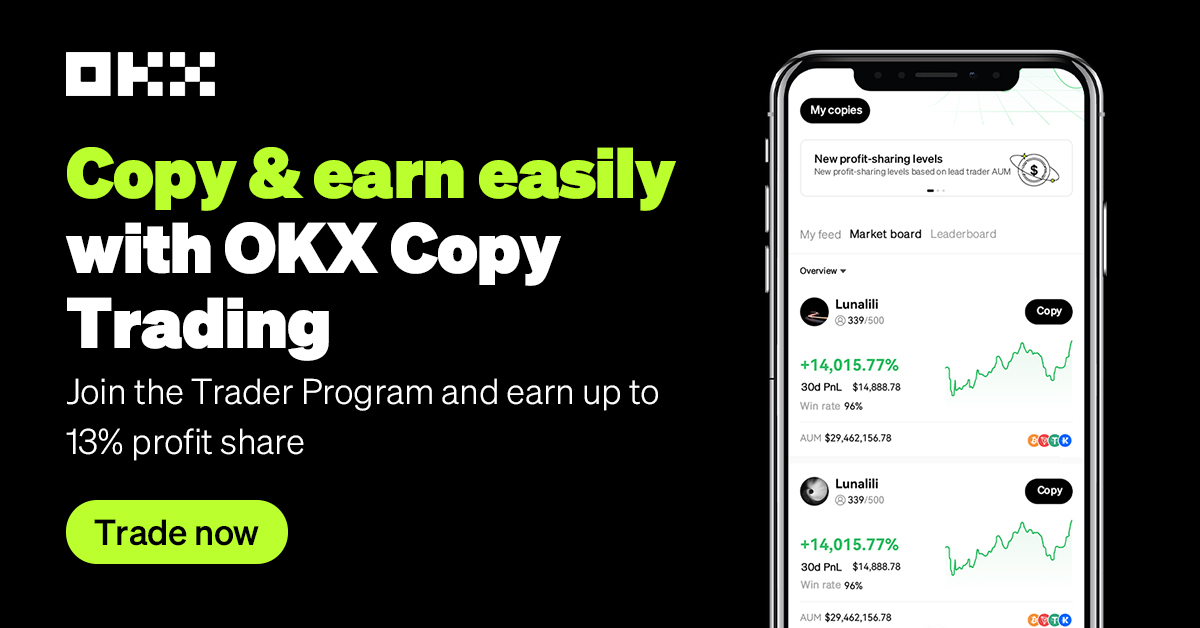 OKX
Copy & earn easily
with OKX Copy
Trading
Join the Trader Program and earn up to
13% profit share
Trade now
My copies
New profit-sharing levels
New profit-sharing levels based on lead trader AUM
$
My feed Market board Leaderboard
Overview
Lunalili
339/500
Copy
+14,015.77%
30d PnL $14,888.78
Win rate 96%
AUM $29,462,156.78
Lunalili
339/500
Copy
+14,015.77%
30d PnL $14,888.78
Win rate 96%
AUM $29,462,156.78